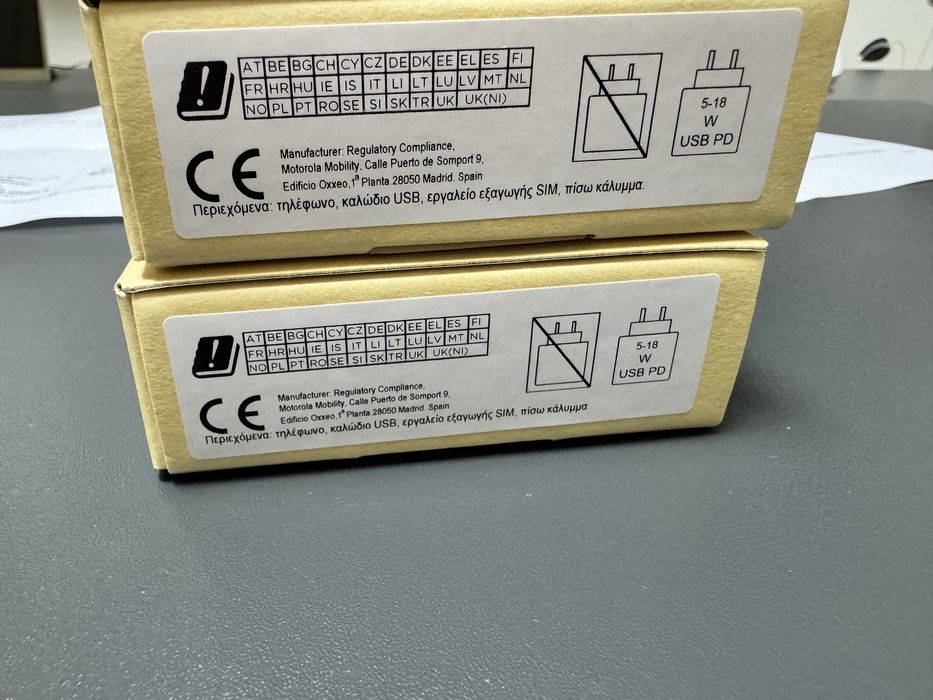 AT BE BG CH CY CZ DE DK EE EL ES FI
FR HR HU IE IS IT LI LT LU LV MT NL
NO PL PT RO SE SI SK TR UK UK(NI)
5-18
W
USB PD
CE
Manufacturer: Regulatory Compliance,
Motorola Mobility, Calle Puerto de Somport 9,
Edificio Oxxeo,1ª Planta 28050 Madrid. Spain
Περιεχόμενα: τηλέφωνο, καλώδιο USB, εργαλείο εξαγωγής SIM, πίσω κάλυμμα.
AT BE BG CH CY CZ DE DK EE EL ES FI
FR HR HU IE IS IT LI LT LU LV MT NL
NO PL PT RO SE SI SK TR UK UK(NI)
5-18
W
USB PD
CE
Manufacturer: Regulatory Compliance,
Motorola Mobility, Calle Puerto de Somport 9,
Edificio Oxxeo,1ª Planta 28050 Madrid. Spain
Περιεχόμενα: τηλέφωνο, καλώδιο USB, εργαλείο εξαγωγής SIM, πίσω κάλυμμα.